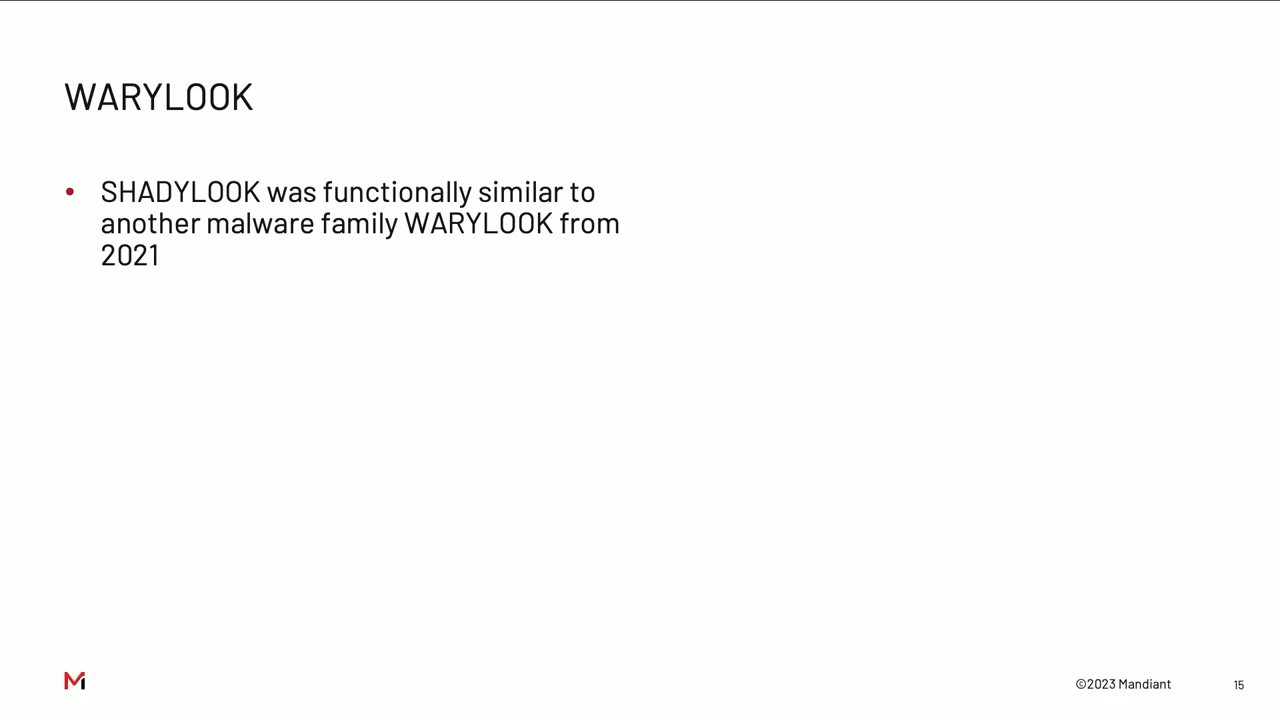 WARYLOOK
• SHADYLOOK was functionally similar to
another malware family WARYLOOK from
2021
©2023 Mandiant
15